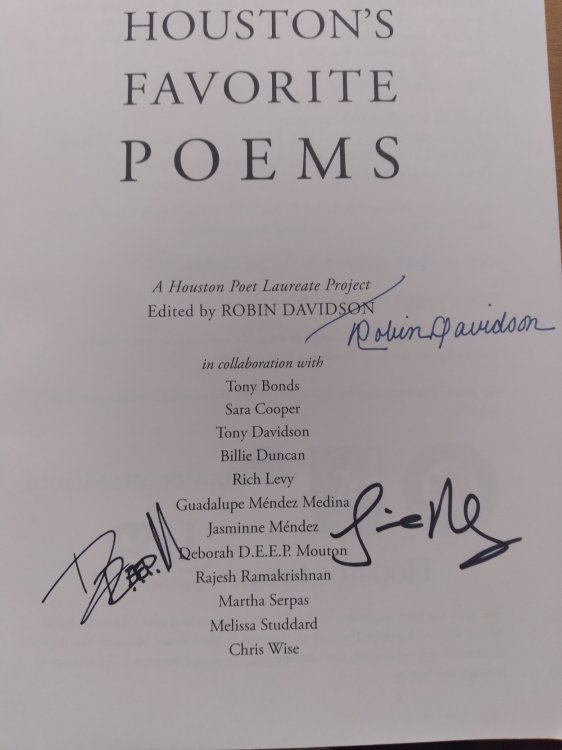 HOUSTON'S
FAVORITE
POEMS
A Houston Poet Laureate Project
Edited by ROBIN DAVIDSON
Robin Davidson
in collaboration with
Tony Bonds
Sara Cooper
Tony Davidson
Billie Duncan
Rich Levy
Guadalupe Méndez Medina
Jasminne Méndez
Deborah D.E.E.P. Mouton
Rajesh Ramakrishnan
Martha Serpas
Melissa Studdard
Chris Wise